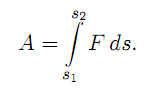 A = ∫_{s_1}^{s_2} F ds.